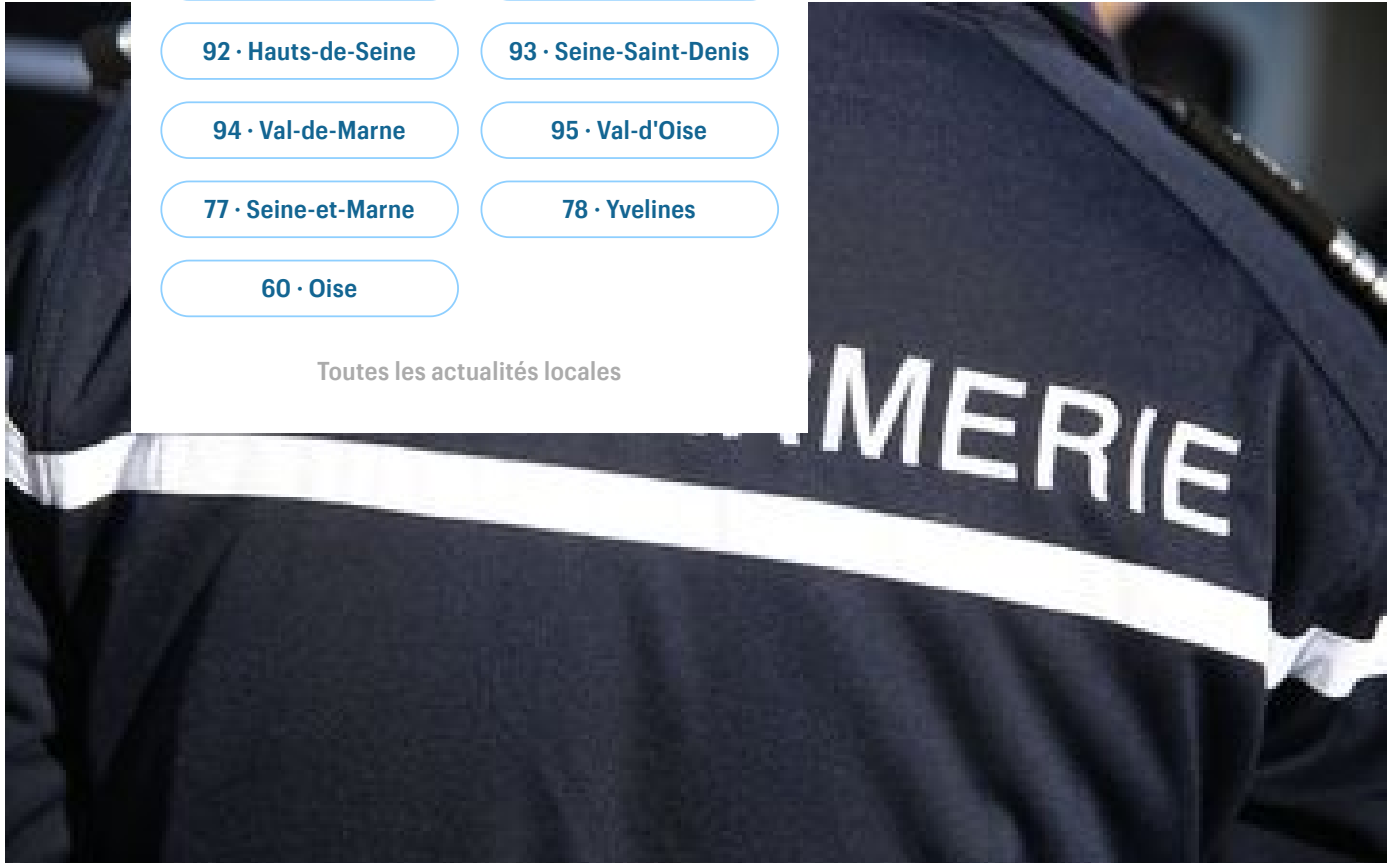 92 · Hauts-de-Seine
93 · Seine-Saint-Denis
94 · Val-de-Marne
95 · Val-d'Oise
77 · Seine-et-Marne
78 · Yvelines
60 · Oise
Toutes les actualités locales
RMERIE